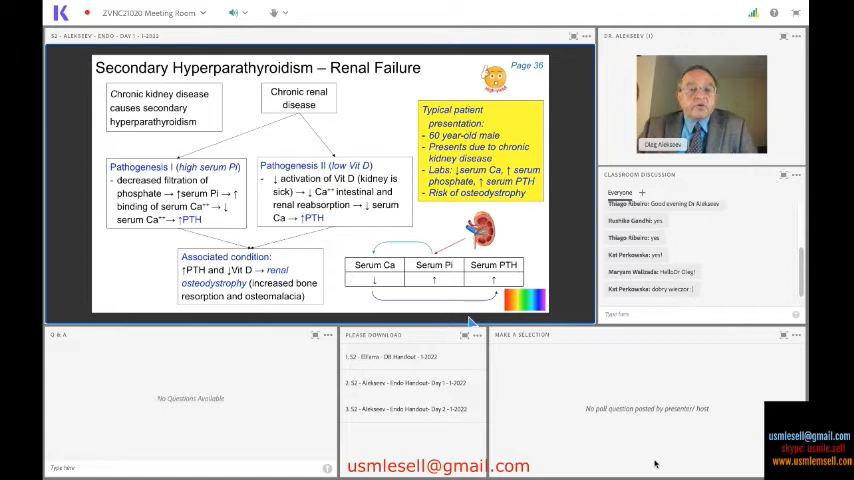 K ZVNC21020 Meeting Room
S2 - ALEKSEEV - ENDO - DAY 1 - 1-2022
Secondary Hyperparathyroidism – Renal Failure
Page 36
Chronic kidney disease
causes secondary
hyperparathyroidism
Chronic renal
disease
Pathogenesis I (high serum Pi)
- decreased filtration of
phosphate → ↑serum Pi → ↑
binding of serum Ca⁺⁺→ ↓
serum Ca⁺⁺→ ↑PTH
Pathogenesis II (low Vit D)
- ↓ activation of Vit D (kidney is
sick) → ↓ Ca⁺⁺ intestinal and
renal reabsorption → ↓ serum
Ca → ↑PTH
Typical patient
presentation:
- 60 year-old male
- Presents due to chronic
kidney disease
- Labs: ↓serum Ca, ↑ serum
phosphate, ↑ serum PTH
- Risk of osteodystrophy
Associated condition:
↑PTH and ↓Vit D → renal
osteodystrophy (increased bone
resorption and osteomalacia)
Serum Ca Serum Pi Serum PTH
↓ ↑ ↑
DR. ALEKSEEV (1)
Oleg Alekseev
CLASSROOM DISCUSSION
Everyone +
Thiago Ribeiro: Good evening Dr Alekseev
Rushike Gandhi: yes
Thiago Ribeiro: yes
Kat Perkowska: yes!
Maryam Walizada: HelloDr Oleg!
Kat Perkowska: dobry wieczor :)
Type here
Q & A
No Questions Available
Type here
PLEASE DOWNLOAD
1. S2 - Elfarra - DB Handout - 1-2022
2. S2 - Alekseev - Endo Handout- Day 1 -1-2022
3. S2 - Alekseev - Endo Handout- Day 2 -1-2022
MAKE A SELECTION
No poll question posted by presenter/ host
usmlesell@gmail.com
usmlesell@gmail.com
skype: usmle.sell
www.usmlemsell.com